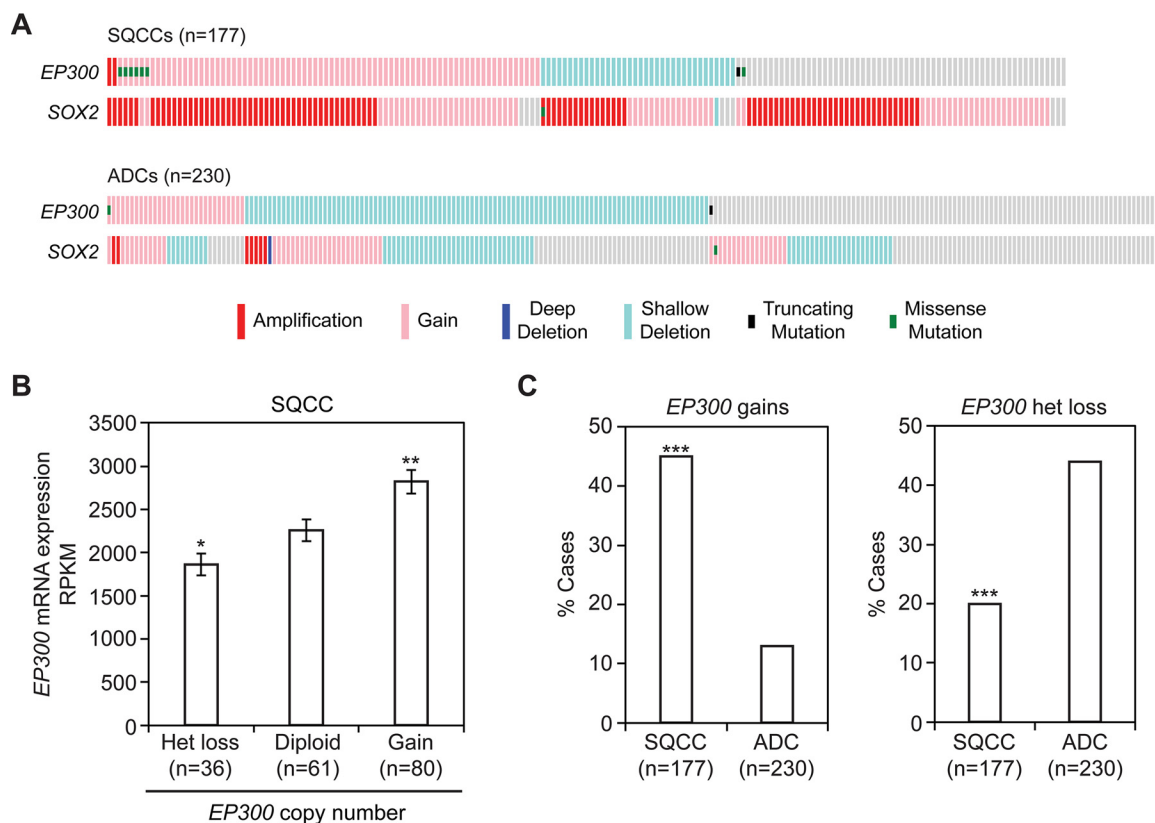 A
SQCCs (n=177)
EP300
SOX2
ADCs (n=230)
EP300
SOX2
Amplification
Gain
Deep
Deletion
Shallow
Deletion
Truncating
Mutation
Missense
Mutation
B
SQCC
EP300 mRNA expression
RPKM
3500
3000
2500
2000
1500
1000
500
0
*
**
Het loss
(n=36)
Diploid
(n=61)
Gain
(n=80)
EP300 copy number
C
EP300 gains
% Cases
50
40
30
20
10
0
***
SQCC
(n=177)
ADC
(n=230)
EP300 het loss
% Cases
50
40
30
20
10
0
***
SQCC
(n=177)
ADC
(n=230)